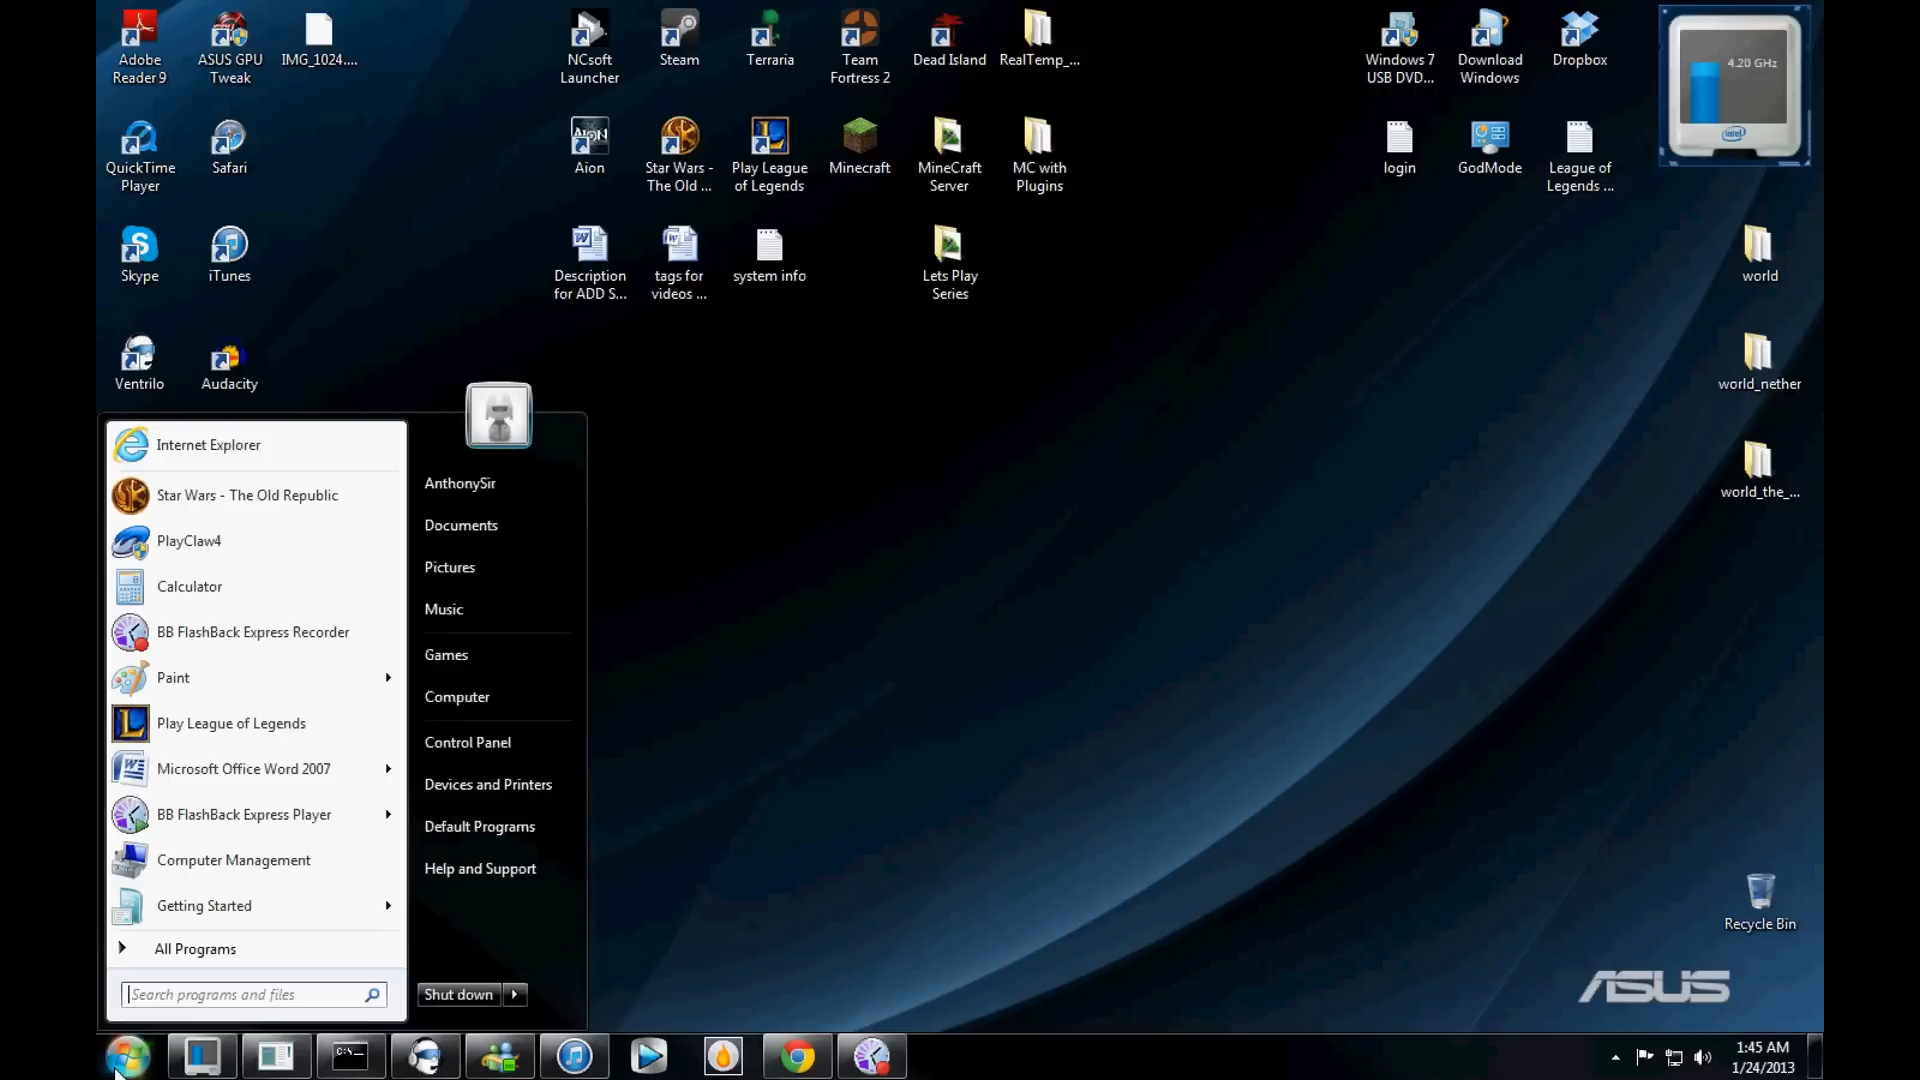 Adobe
Reader 9
ASUS GPU
Tweak
IMG_1024....
NCsoft
Launcher
Steam
Terraria
Team
Fortress 2
Dead Island
RealTemp_...
Windows 7
USB DVD...
Download
Windows
Dropbox
4.20 GHz
intel
QuickTime
Player
Safari
AION
Aion
Star Wars -
The Old ...
Play League
of Legends
Minecraft
MineCraft
Server
MC with
Plugins
login
GodMode
League of
Legends ...
Skype
iTunes
Description
for ADD S...
tags for
videos ...
system info
Lets Play
Series
world
Ventrilo
Audacity
world_nether
world_the_...
Internet Explorer
Star Wars - The Old Republic
PlayClaw4
Calculator
BB FlashBack Express Recorder
Paint
Play League of Legends
Microsoft Office Word 2007
BB FlashBack Express Player
Computer Management
Getting Started
All Programs
Search programs and files
AnthonySir
Documents
Pictures
Music
Games
Computer
Control Panel
Devices and Printers
Default Programs
Help and Support
Shut down
Recycle Bin
ASUS
C:\_
1:45 AM
1/24/2013